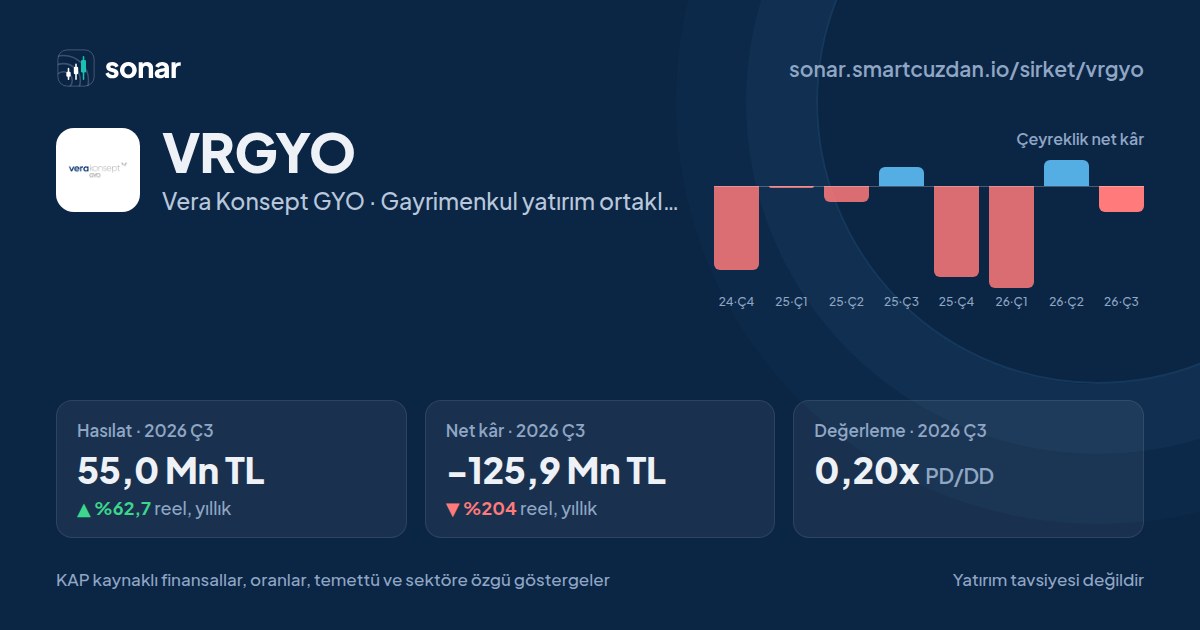 sonar
sonar.smartcuzdan.io/sirket/vrgyo
vera konsept
GYO
VRGYO
Vera Konsept GYO · Gayrimenkul yatırım ortakl...
Çeyreklik net kâr
24·Ç4 25·Ç1 25·Ç2 25·Ç3 25·Ç4 26·Ç1 26·Ç2 26·Ç3
Hasılat · 2026 Ç3
55,0 Mn TL
▲ %62,7 reel, yıllık
Net kâr · 2026 Ç3
−125,9 Mn TL
▼ %204 reel, yıllık
Değerleme · 2026 Ç3
0,20x PD/DD
KAP kaynaklı finansallar, oranlar, temettü ve sektöre özgü göstergeler
Yatırım tavsiyesi değildir